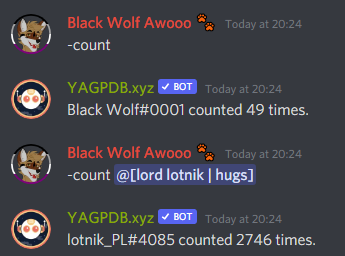 Black Wolf Awooo 🐾 Today at 20:24
-count
YAGPDB.xyz ✓ BOT Today at 20:24
Black Wolf#0001 counted 49 times.
Black Wolf Awooo 🐾 Today at 20:24
-count @[lord lotnik | hugs]
YAGPDB.xyz ✓ BOT Today at 20:24
lotnik_PL#4085 counted 2746 times.